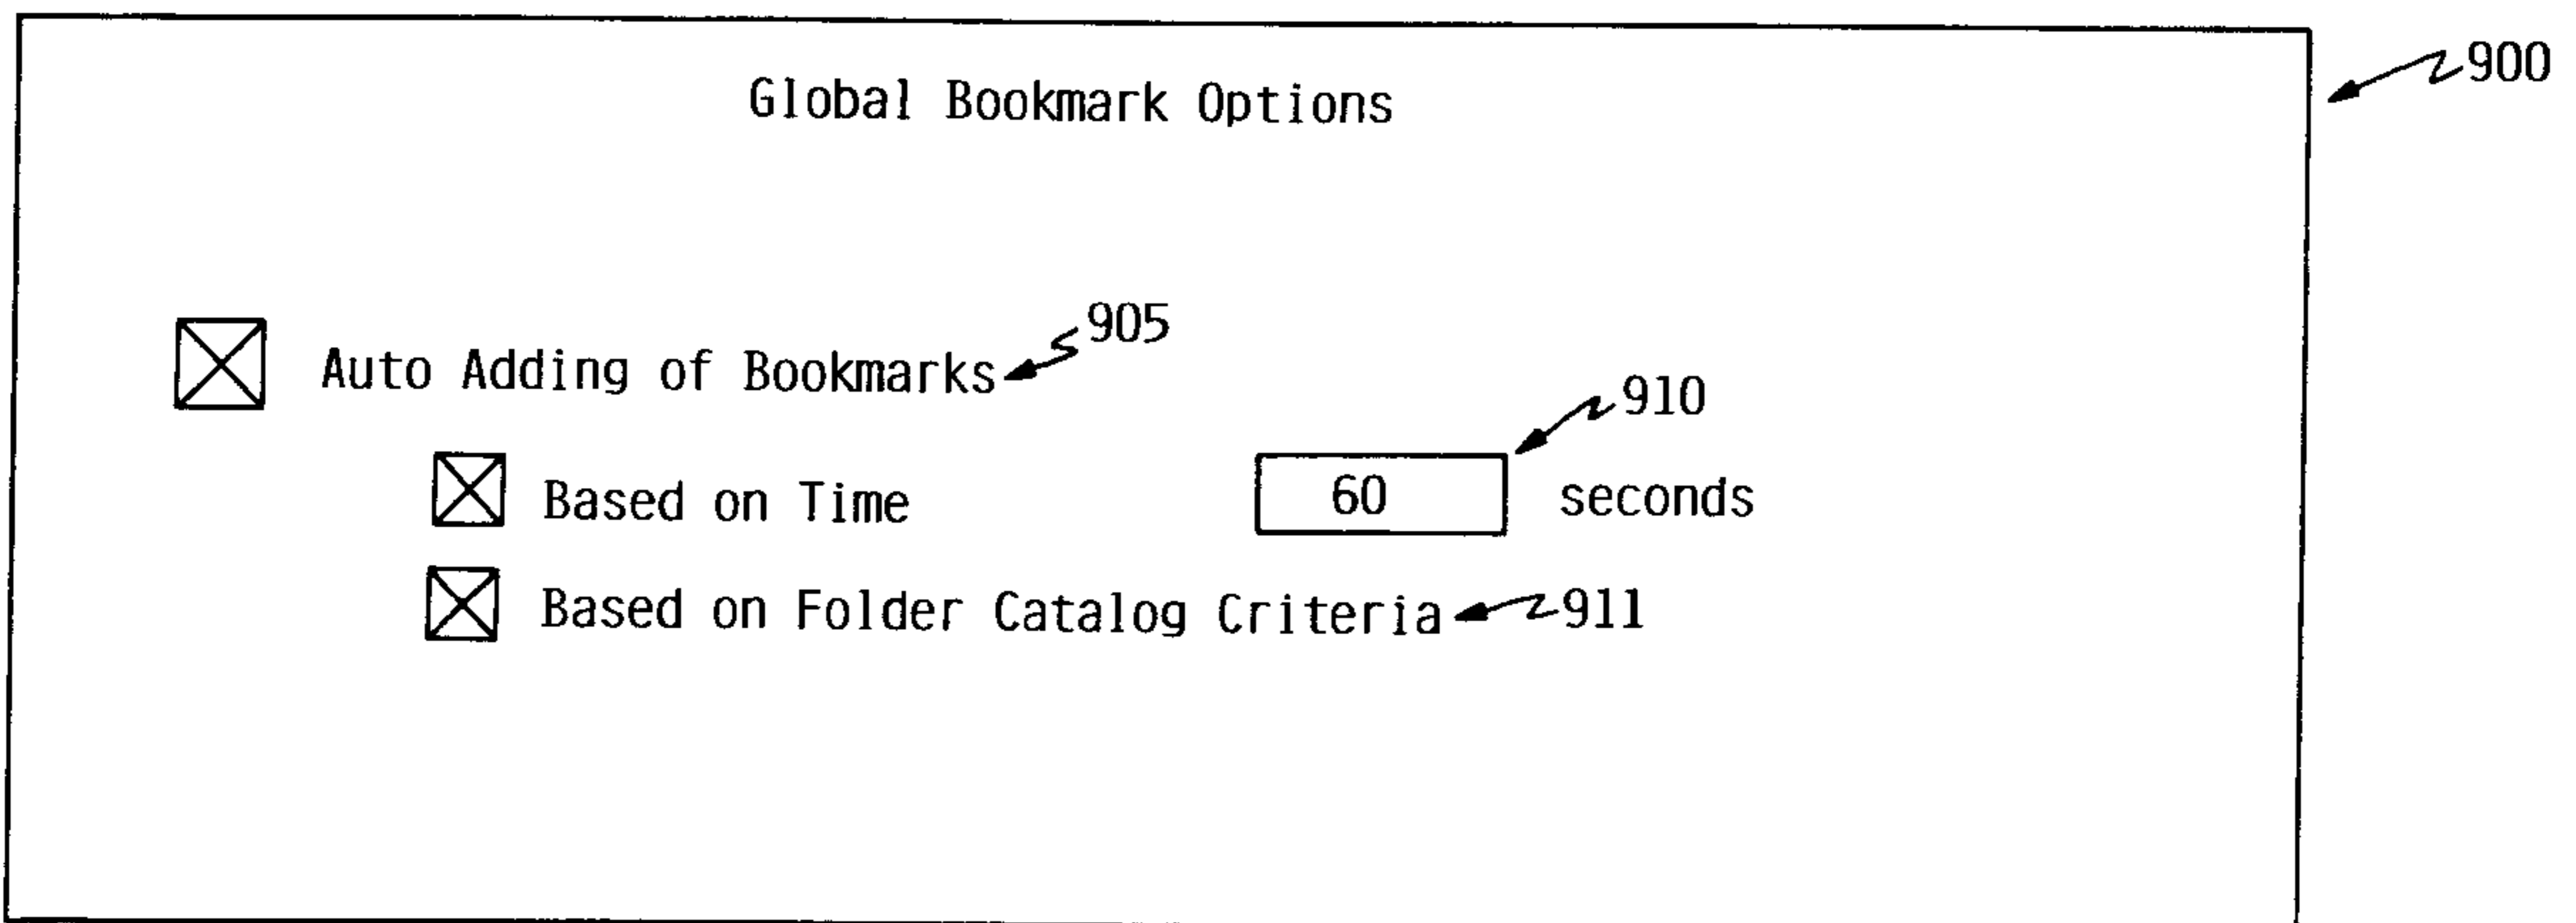 Global Bookmark Options
900
Auto Adding of Bookmarks
905
Based on Time
60
seconds
910
Based on Folder Catalog Criteria
911